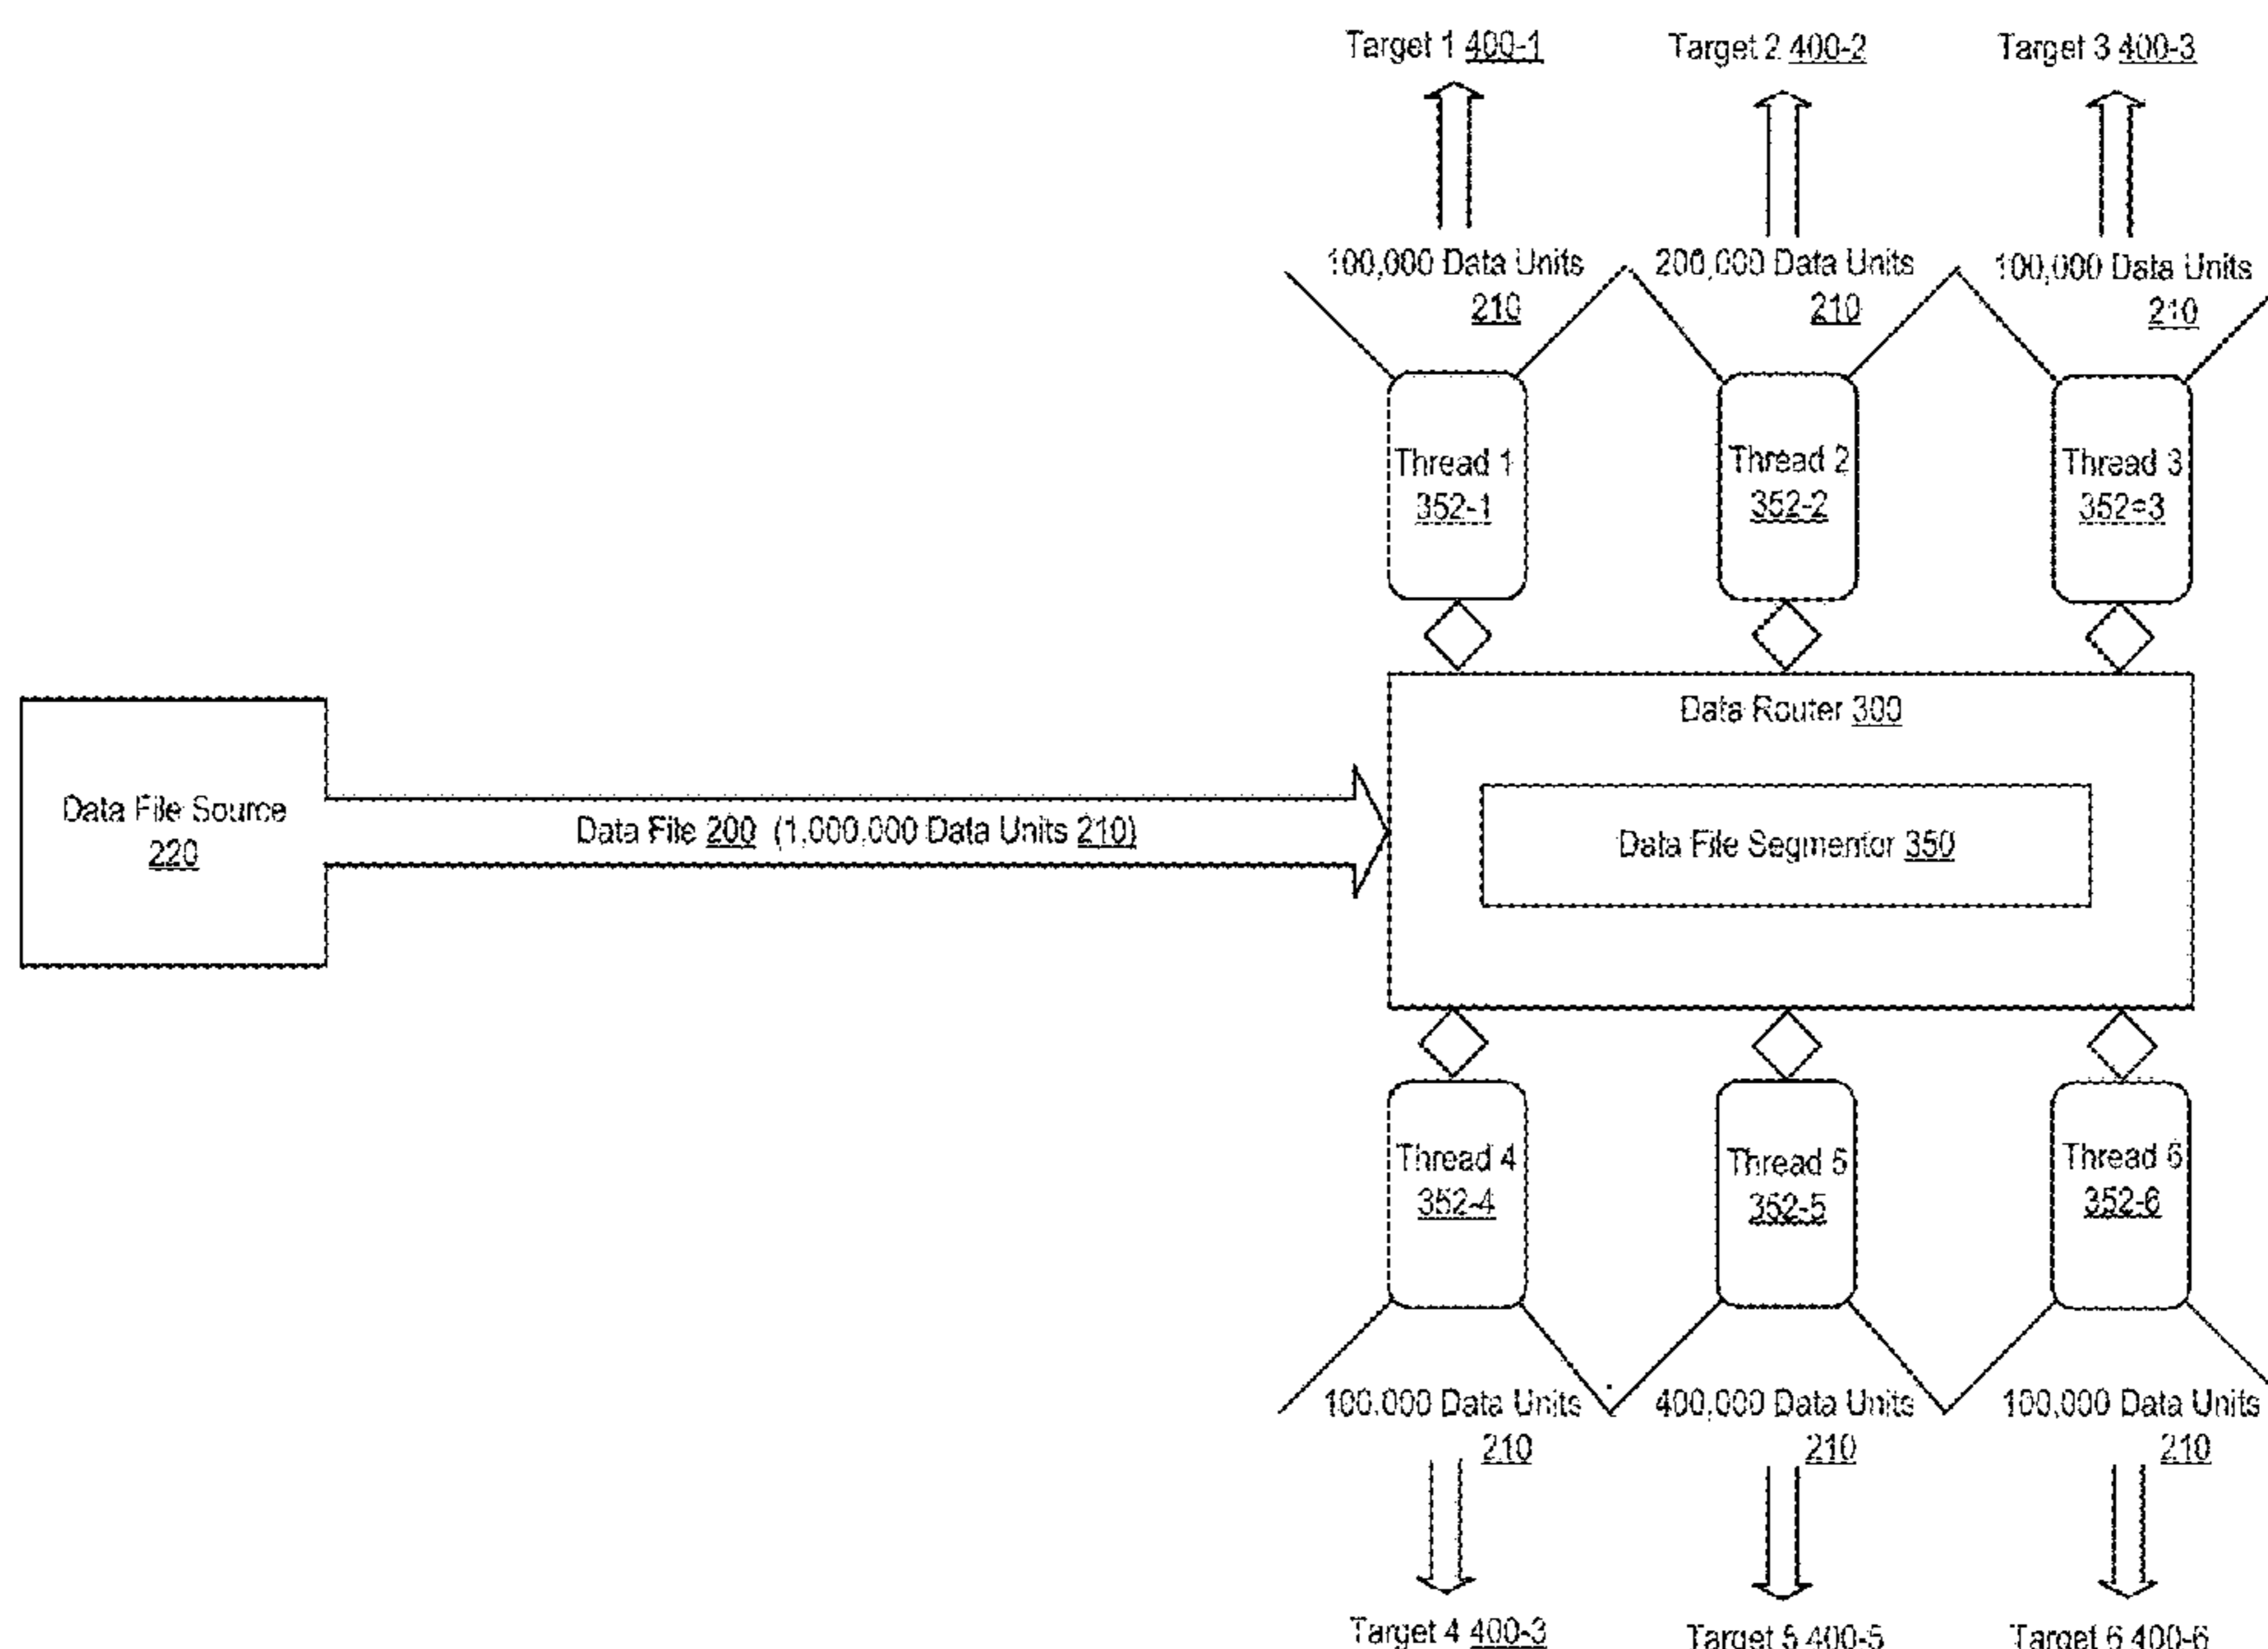 Target 1 400-1
Target 2 400-2
Target 3 400-3
100,000 Data Units
210
200,000 Data Units
210
100,000 Data Units
210
Thread 1
352-1
Thread 2
352-2
Thread 3
352-3
Data Router 300
Data File Source
220
Data File 200 (1,000,000 Data Units 210)
Data File Segmentor 350
Thread 4
352-4
Thread 5
352-5
Thread 6
352-6
100,000 Data Units
210
400,000 Data Units
210
100,000 Data Units
210
Target 4 400-3
Target 5 400-5
Target 6 400-6